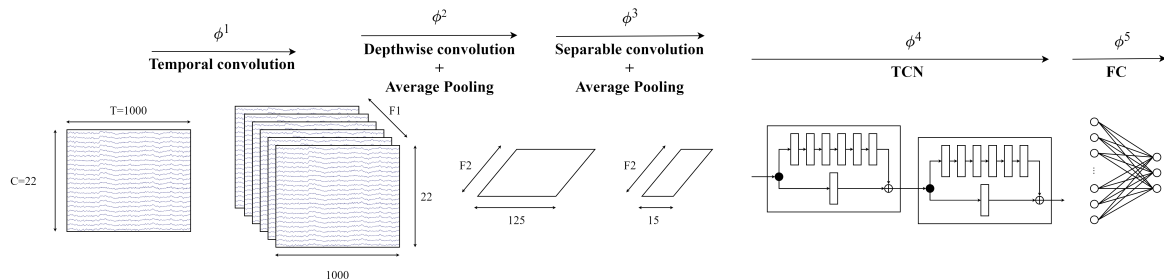 ϕ¹
Temporal convolution
ϕ²
Depthwise convolution
+
Average Pooling
ϕ³
Separable convolution
+
Average Pooling
ϕ⁴
TCN
ϕ⁵
FC
T=1000
C=22
F1
22
1000
F2
125
F2
15